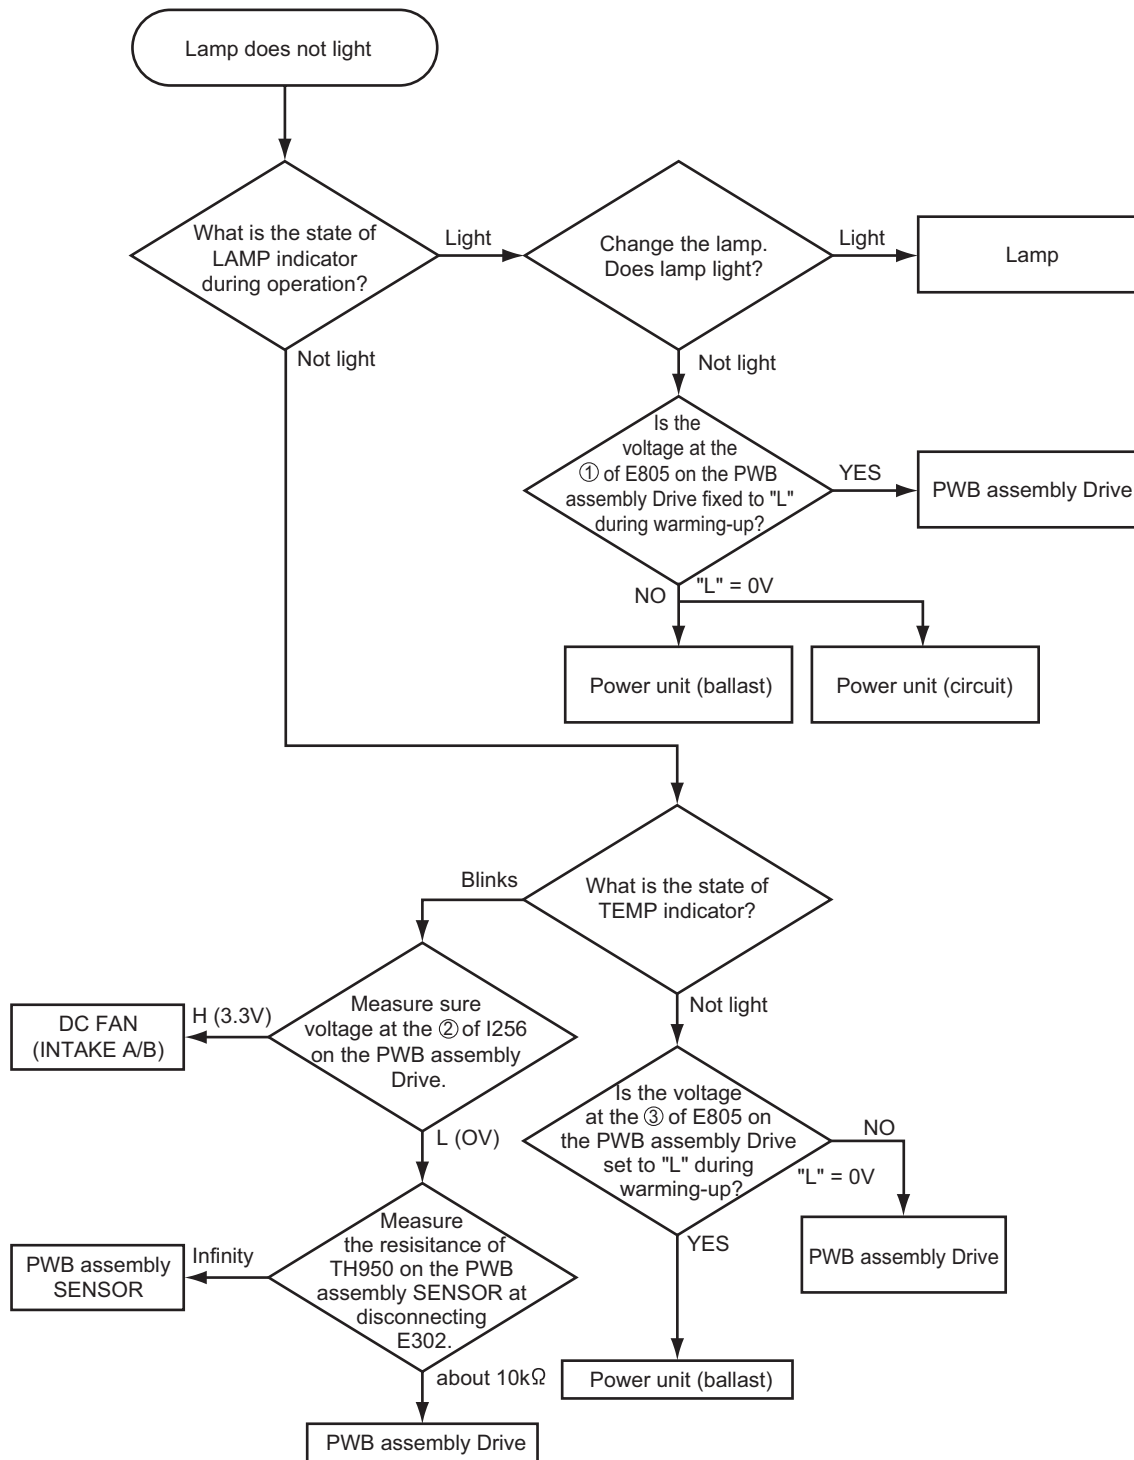 Lamp does not light
What is the state of
LAMP indicator
during operation?
Light
Change the lamp.
Does lamp light?
Light
Lamp
Not light
Not light
Is the
voltage at the
① of E805 on the PWB
assembly Drive fixed to "L"
during warming-up?
YES
PWB assembly Drive
NO
"L" = 0V
Power unit (ballast)
Power unit (circuit)
What is the state of
TEMP indicator?
Blinks
Not light
Measure sure
voltage at the ② of I256
on the PWB assembly
Drive.
H (3.3V)
DC FAN
(INTAKE A/B)
L (OV)
Is the voltage
at the ③ of E805 on
the PWB assembly Drive
set to "L" during
warming-up?
NO
"L" = 0V
PWB assembly Drive
YES
Power unit (ballast)
Measure
the resisitance of
TH950 on the PWB
assembly SENSOR at
disconnecting
E302.
Infinity
PWB assembly
SENSOR
about 10kΩ
PWB assembly Drive